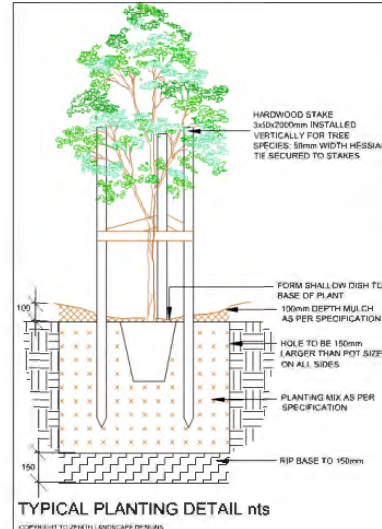 HARDWOOD STAKE
3x50x2000mm INSTALLED
VERTICALLY FOR TREE
SPECIES; 50mm WIDTH HESSIAN
TIE SECURED TO STAKES
FORM SHALLOW DISH TO
BASE OF PLANT
100
100mm DEPTH MULCH
AS PER SPECIFICATION
HOLE TO BE 150mm
LARGER THAN POT SIZE
ON ALL SIDES
PLANTING MIX AS PER
SPECIFICATION
150
RIP BASE TO 150mm
TYPICAL PLANTING DETAIL nts
COPYRIGHT TO ZENITH LANDSCAPE DESIGNS